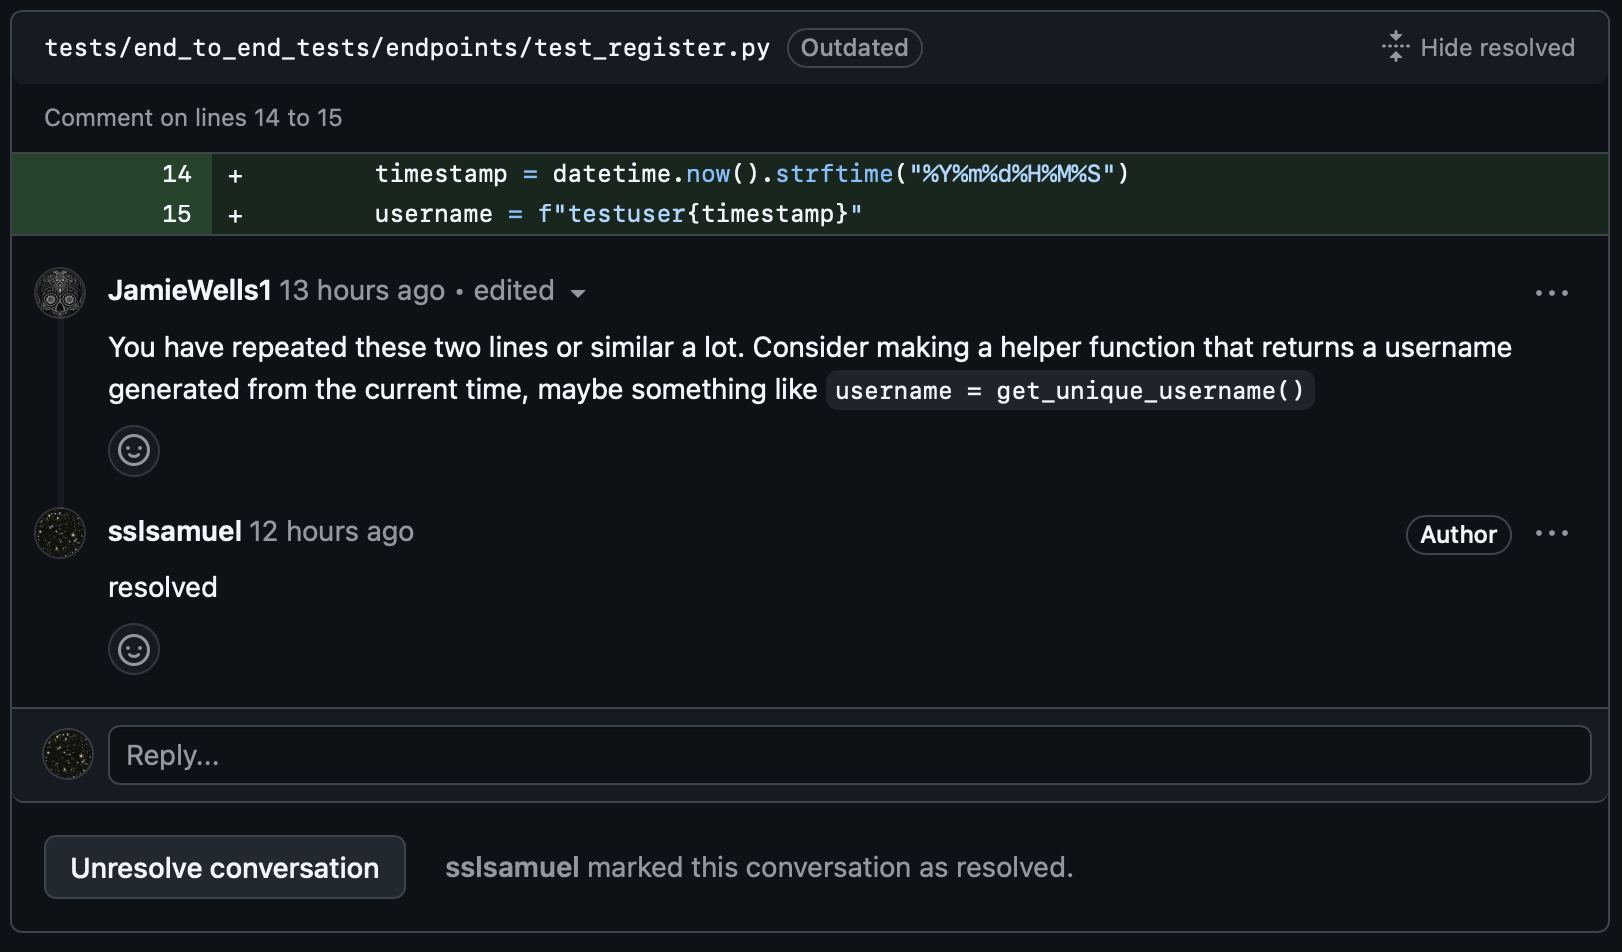 tests/end_to_end_tests/endpoints/test_register.py Outdated Hide resolved
Comment on lines 14 to 15
14 + timestamp = datetime.now().strftime("%Y%m%d%H%M%S")
15 + username = f"testuser{timestamp}"
JamieWells1 13 hours ago • edited
You have repeated these two lines or similar a lot. Consider making a helper function that returns a username
generated from the current time, maybe something like username = get_unique_username()
sslsamuel 12 hours ago Author
resolved
Reply...
Unresolve conversation sslsamuel marked this conversation as resolved.